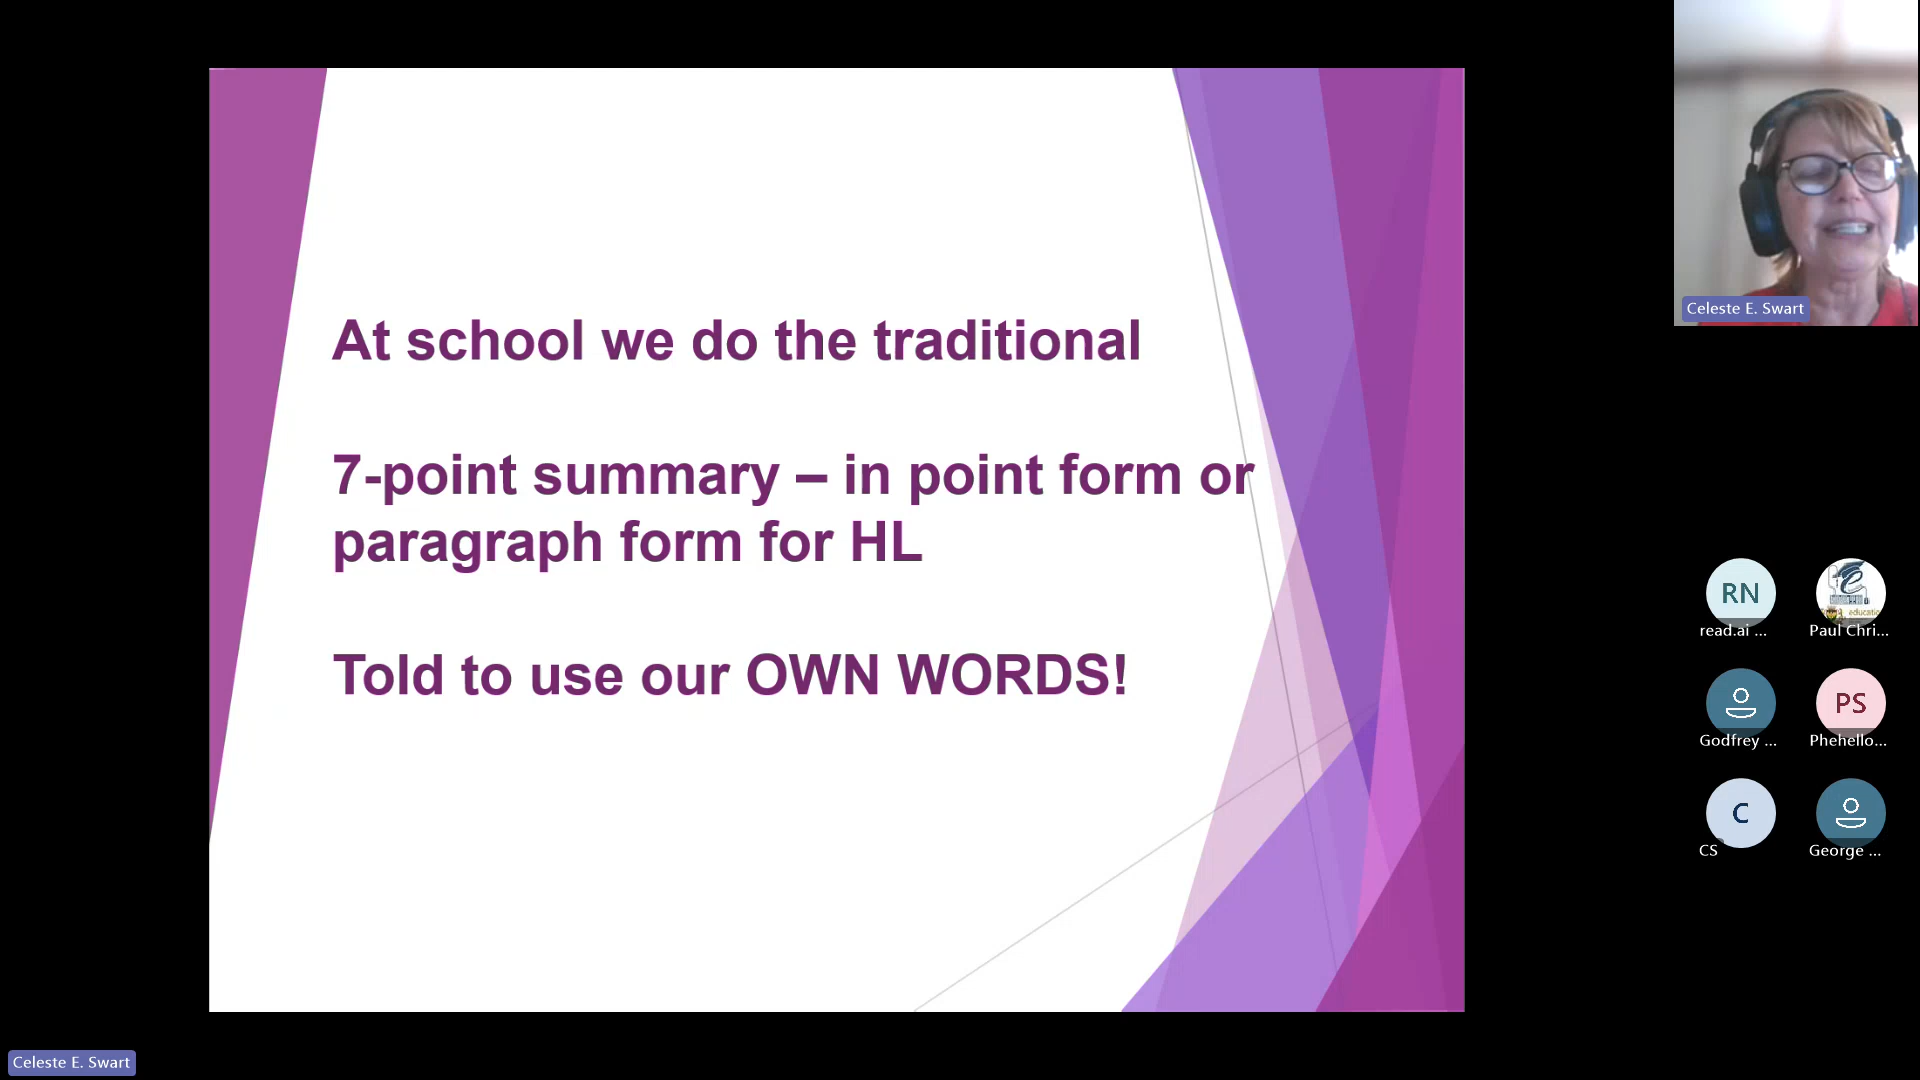 At school we do the traditional
7-point summary – in point form or
paragraph form for HL
Told to use our OWN WORDS!
Celeste E. Swart
RN
read.ai ...
Paul Chri...
education
Godfrey ...
PS
Phehello...
C
CS
George ...
Celeste E. Swart